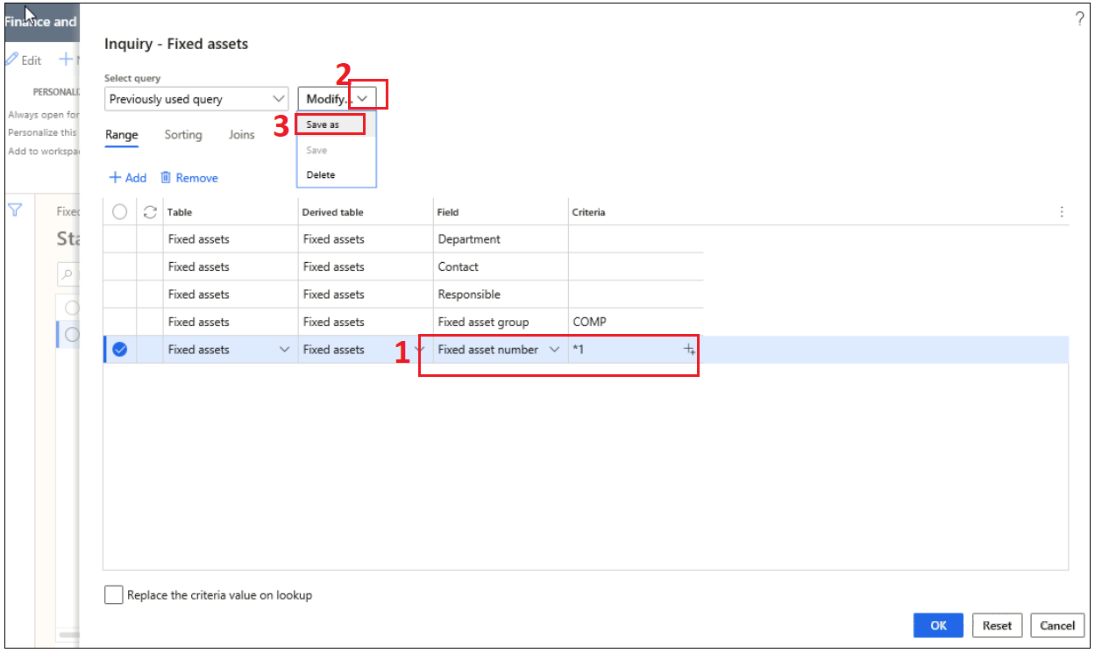 Finance and
?
Inquiry - Fixed assets
Edit
PERSONALI
Always open for
Personalize this
Add to workspa
Select query
Previously used query
Modify...
2
3
Save as
Save
Delete
Range Sorting Joins
Add Remove
Fixed
Sta
Table Derived table Field Criteria
Fixed assets Fixed assets Department
Fixed assets Fixed assets Contact
Fixed assets Fixed assets Responsible
Fixed assets Fixed assets Fixed asset group COMP
Fixed assets Fixed assets 1 Fixed asset number *1
Replace the criteria value on lookup
OK Reset Cancel